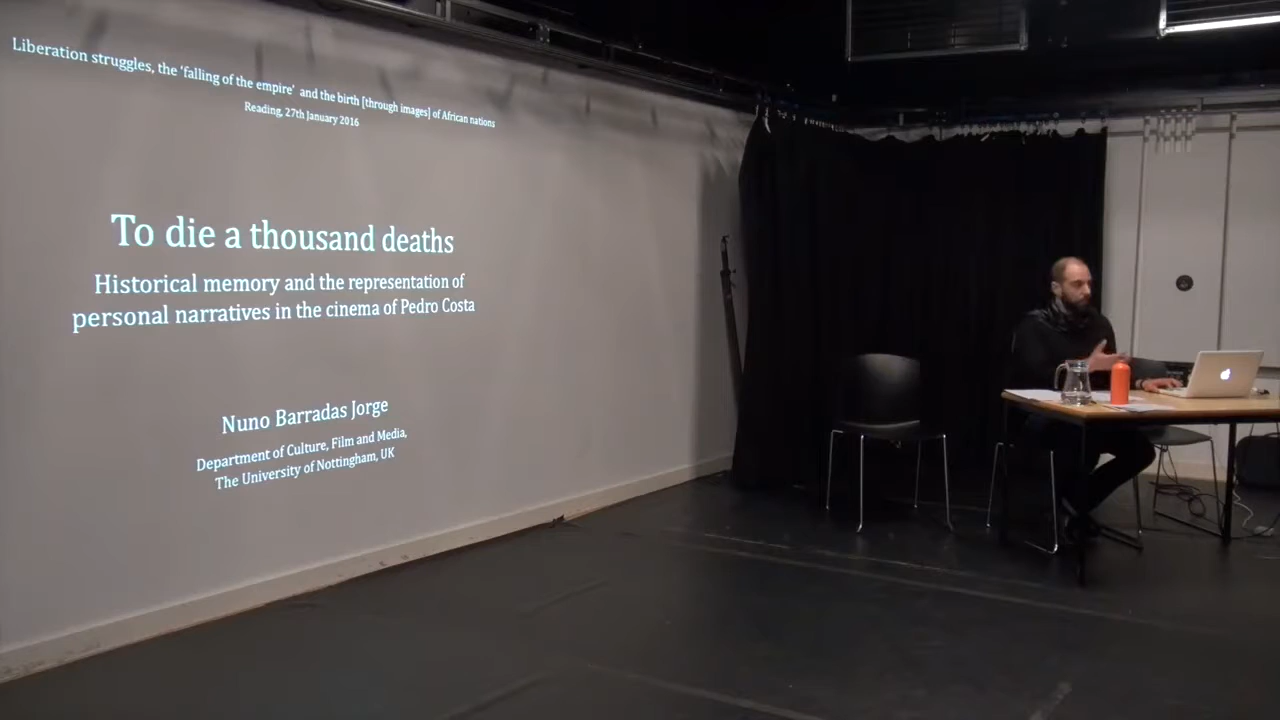 Liberation struggles, the 'falling of the empire' and the birth [through images] of African nations
Reading, 27th January 2016
To die a thousand deaths
Historical memory and the representation of
personal narratives in the cinema of Pedro Costa
Nuno Barradas Jorge
Department of Culture, Film and Media,
The University of Nottingham, UK